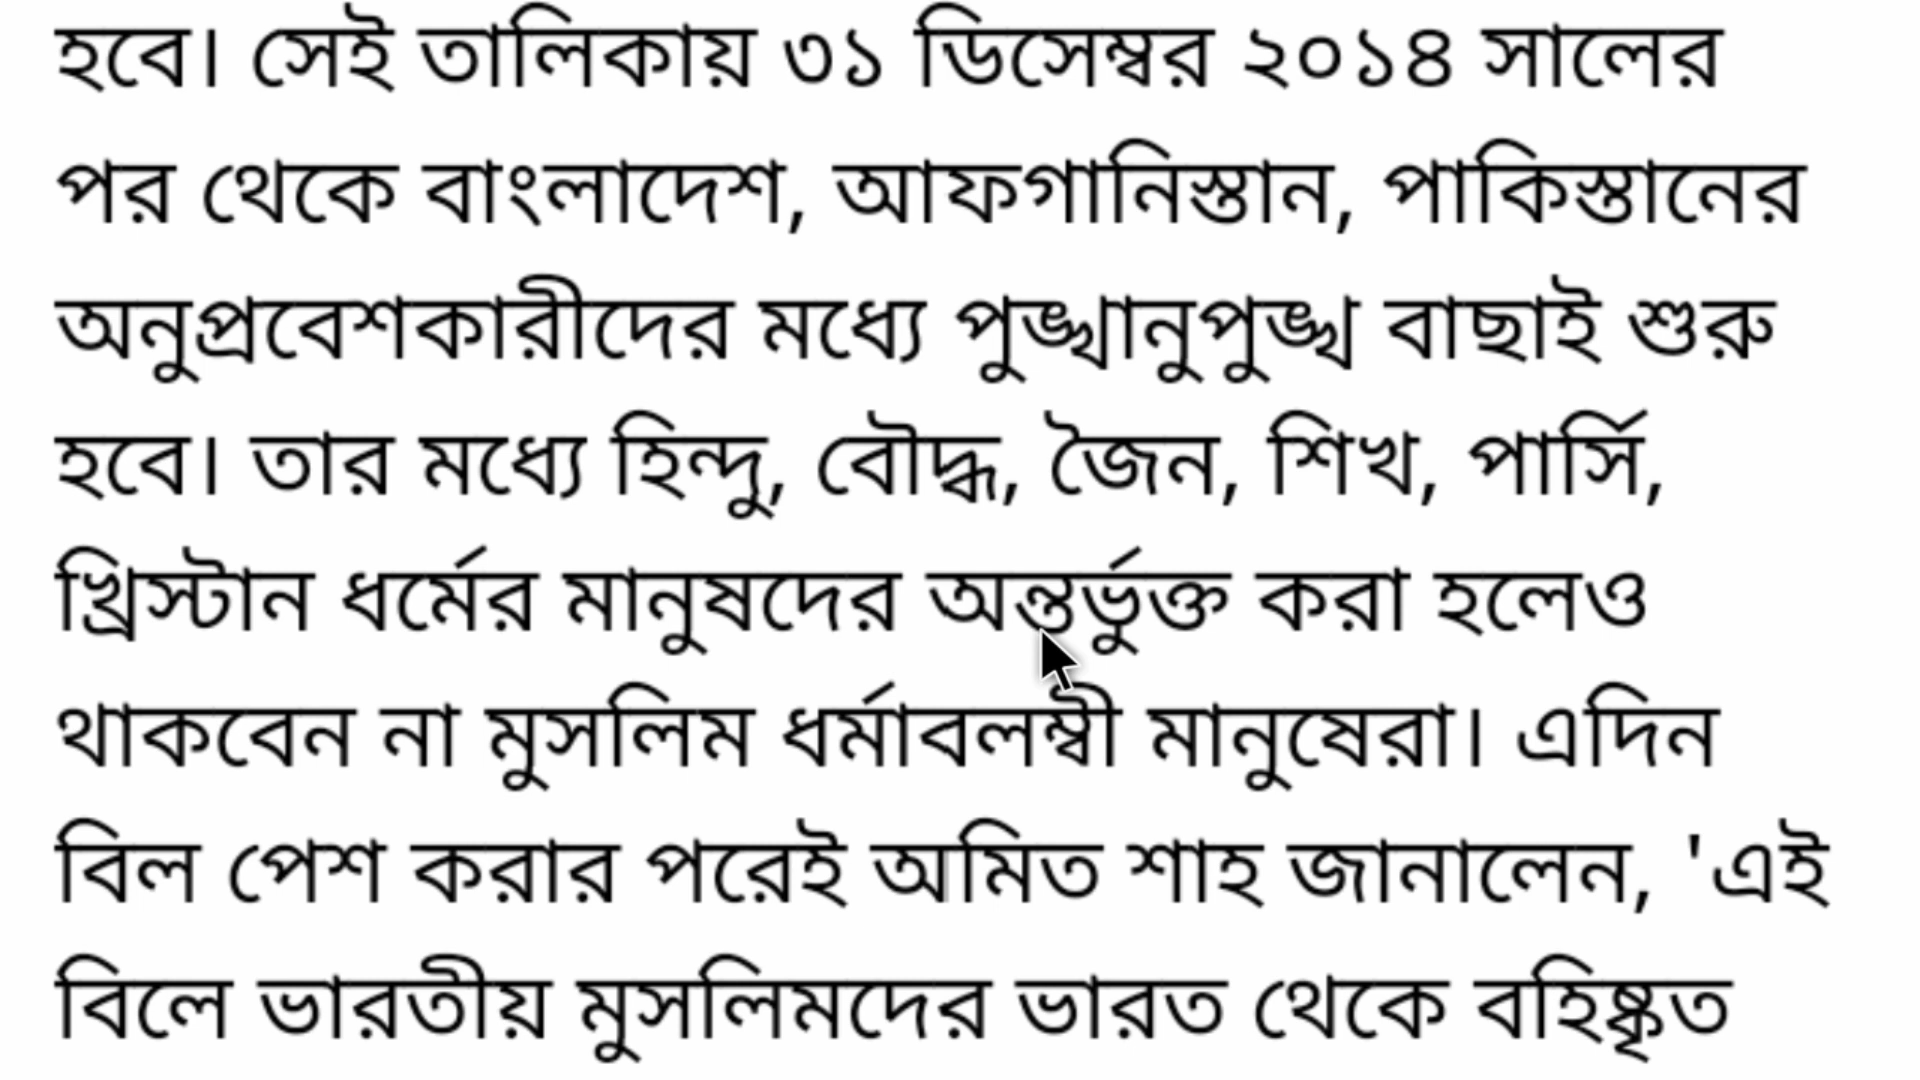 হবে। সেই তালিকায় ৩১ ডিসেম্বর ২০১৪ সালের
পর থেকে বাংলাদেশ, আফগানিস্তান, পাকিস্তানের
অনুপ্রবেশকারীদের মধ্যে পুঙ্খানুপুঙ্খ বাছাই শুরু
হবে। তার মধ্যে হিন্দু, বৌদ্ধ, জৈন, শিখ, পার্সি,
খ্রিস্টান ধর্মের মানুষদের অন্তর্ভুক্ত করা হলেও
থাকবেন না মুসলিম ধর্মাবলম্বী মানুষেরা। এদিন
বিল পেশ করার পরেই অমিত শাহ জানালেন, 'এই
বিলে ভারতীয় মুসলিমদের ভারত থেকে বহিষ্কৃত